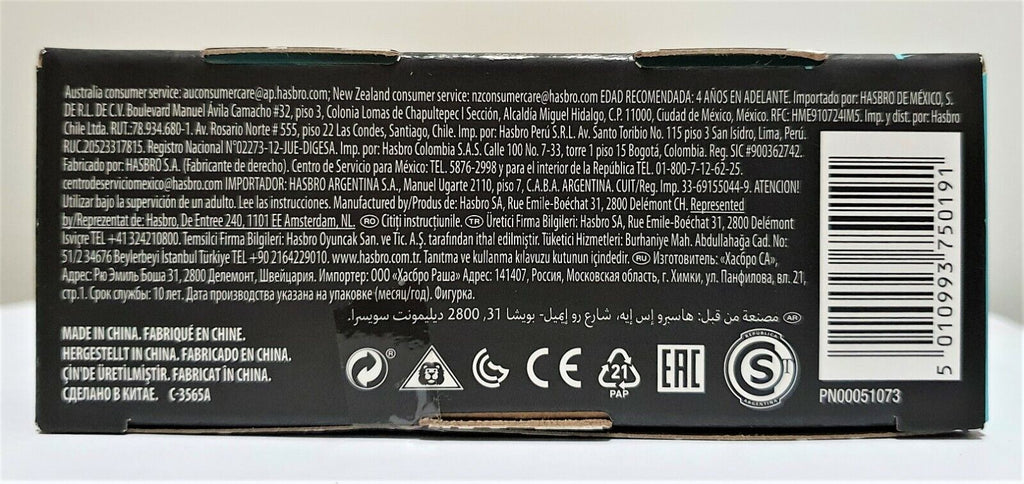 Australia consumer service: auconsumercare@ap.hasbro.com; New Zealand consumer service: nzconsumercare@hasbro.com EDAD RECOMENDADA: 4 AÑOS EN ADELANTE. Importado por: HASBRO DE MÉXICO, S.
DE R.L. DE C.V. Boulevard Manuel Ávila Camacho #32, piso 3, Colonia Lomas de Chapultepec I Sección, Alcaldía Miguel Hidalgo, C.P. 11000, Ciudad de México, México. RFC: HME910724IM5. Imp. y dist. por: Hasbro
Chile Ltda. RUT.:78.934.680-1. Av. Rosario Norte # 555, piso 22 Las Condes, Santiago, Chile. Imp. por: Hasbro Perú S.R.L. Av. Santo Toribio No. 115 piso 3 San Isidro, Lima, Perú.
RUC.20523317815. Registro Nacional N°02273-12-JUE-DIGESA. Imp. por: Hasbro Colombia S.A.S. Calle 100 No. 7-33, torre 1 piso 15 Bogotá, Colombia. Reg. SIC #900362742.
Fabricado por: HASBRO S.A. (Fabricante de derecho). Centro de Servicio para México: TEL. 5876-2998 y para el interior de la República TEL. 01-800-7-12-62-25.
centrodeserviciomexico@hasbro.com IMPORTADOR: HASBRO ARGENTINA S.A., Manuel Ugarte 2110, piso 7, C.A.B.A. ARGENTINA. CUIT/Reg. Imp. 33-69155044-9. ATENCION!
Utilizar bajo la supervisión de un adulto. Lee las instrucciones. Manufactured by/Produs de: Hasbro SA, Rue Emile-Boéchat 31, 2800 Delémont CH. Represented
by/Reprezentat de: Hasbro, De Entree 240, 1101 EE Amsterdam, NL. RO Citiți instrucțiunile. TR Üretici Firma Bilgileri: Hasbro SA, Rue Emile-Boéchat 31, 2800 Delémont
İsviçre TEL +41 324210800. Temsilci Firma Bilgileri: Hasbro Oyuncak San. ve Tic. A.Ş. tarafından ithal edilmiştir. Tüketici Hizmetleri: Burhaniye Mah. Abdullahağa Cad. No:
51/2 34676 Beylerbeyi İstanbul Türkiye TEL +90 2164229010. www.hasbro.com.tr. Tanıtma ve kullanma kılavuzu kutunun içindedir. RU Изготовитель: «Хасбро СА»,
Адрес: Рю Эмиль Боша 31, 2800 Делемонт, Швейцария. Импортер: ООО «Хасбро Раша» Адрес: 141407, Россия, Московская область, г. Химки, ул. Панфилова, вл. 21,
стр.1. Срок службы: 10 лет. Дата производства указана на упаковке (месяц/год). Фигурка.
AR مصنعة من قبل: هاسبرو إس إيه، شارع رو إميل- بويشا 31, 2800 ديليمونت سويسرا.
MADE IN CHINA. FABRIQUÉ EN CHINE.
HERGESTELLT IN CHINA. FABRICADO EN CHINA.
ÇİN'DE ÜRETİLMİŞTİR. FABRICAT ÎN CHINA.
СДЕЛАНО В КИТАЕ. C-3565A
®
CE
21
PAP
EAC
REPUBLICA
ST
ARGENTINA
5 010993 750191
PN00051073